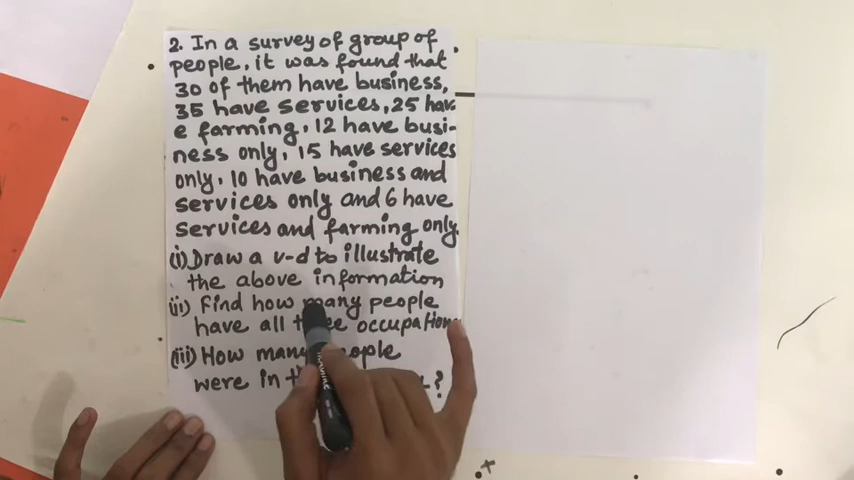 2. In a survey of group of
people, it was found that
30 of them have business,
35 have services, 25 hav
e farming, 12 have busi-
ness only, 15 have services
only, 10 have business and
services only and 6 have
services and farming only.
(i) Draw a v-d to illustrate
the above information
(ii) Find how many people
have all occupation
(iii) How many people
were in ?